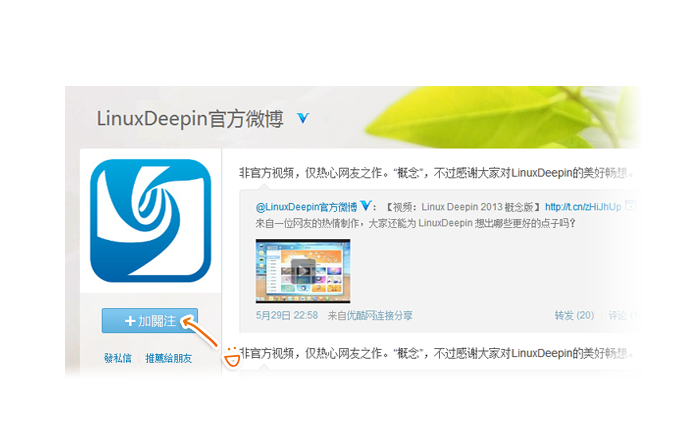 LinuxDeepin官方微博
非官方视频，仅热心网友之作。“概念”，不过感谢大家对LinuxDeepin的美好畅想。
@LinuxDeepin官方微博：【视频：Linux Deepin 2013 概念版】http://t.cn/zHiJhUp
来自一位网友的热情制作，大家还能为 LinuxDeepin 想出哪些更好的点子吗？
5月29日 22:58 来自优酷网连接分享 转发 (20) 评论
+加關注
發私信 推薦给朋友
非官方视频，仅热心网友之作。“概念”，不过感谢大家对LinuxDeepin的美好畅想。